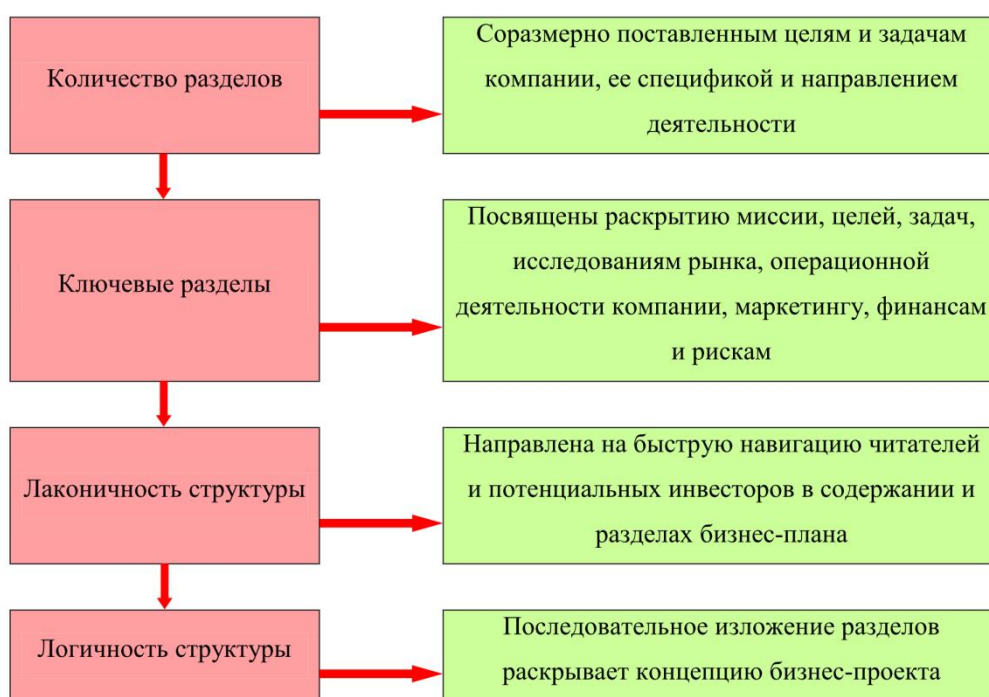 Количество разделов
Соразмерно поставленным целям и задачам
компании, ее спецификой и направлением
деятельности
Ключевые разделы
Посвящены раскрытию миссии, целей, задач,
исследованиям рынка, операционной
деятельности компании, маркетингу, финансам
и рискам
Лаконичность структуры
Направлена на быструю навигацию читателей
и потенциальных инвесторов в содержании и
разделах бизнес-плана
Логичность структуры
Последовательное изложение разделов
раскрывает концепцию бизнес-проекта